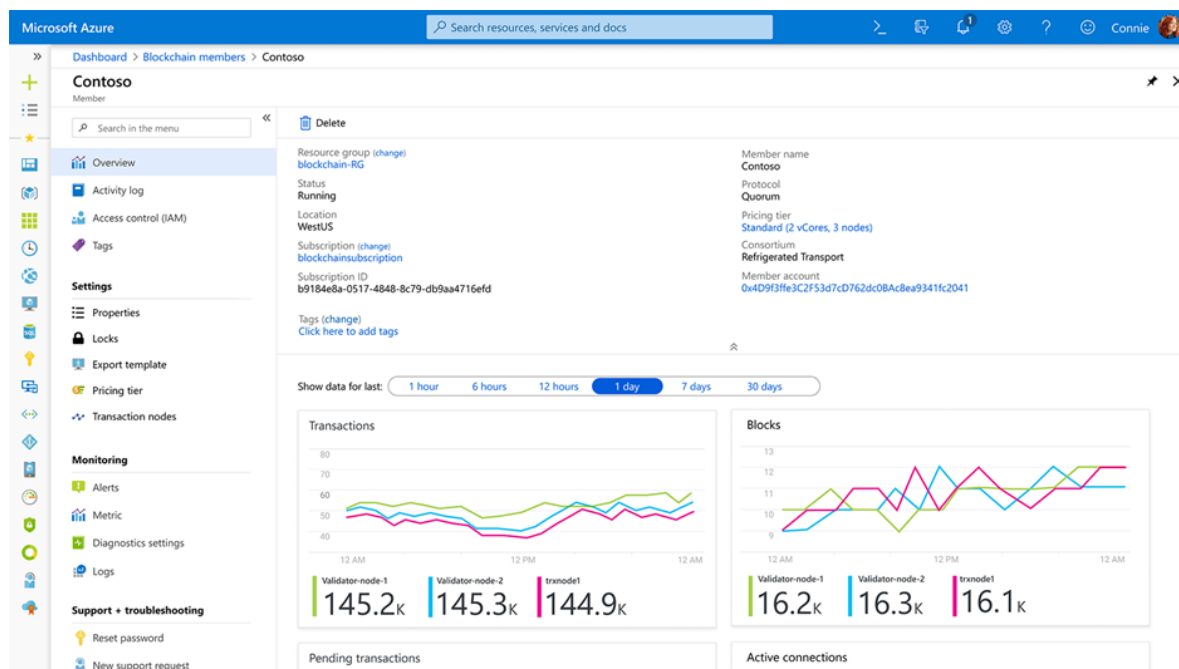 Microsoft Azure
Search resources, services and docs
1
Connie
Dashboard > Blockchain members > Contoso
Contoso
Member
Search in the menu
Overview
Activity log
Access control (IAM)
Tags
Settings
Properties
Locks
Export template
Pricing tier
Transaction nodes
Monitoring
Alerts
Metric
Diagnostics settings
Logs
Support + troubleshooting
Reset password
New support request
Delete
Resource group (change)
blockchain-RG
Status
Running
Location
WestUS
Subscription (change)
blockchainsubscription
Subscription ID
b9184e8a-0517-4848-8c79-db9aa4716efd
Tags (change)
Click here to add tags
Member name
Contoso
Protocol
Quorum
Pricing tier
Standard (2 vCores, 3 nodes)
Consortium
Refrigerated Transport
Member account
0x4D9f3ffe3C2F53d7cD762dc0BAc8ea9341fc2041
Show data for last: 1 hour 6 hours 12 hours 1 day 7 days 30 days
Transactions
80
70
60
50
40
12 AM 12 PM 12 AM
Validator-node-1 Validator-node-2 trxnode1
145.2K 145.3K 144.9K
Blocks
13
12
11
10
9
12 AM 12 PM 12 AM
Validator-node-1 Validator-node-2 trxnode1
16.2K 16.3K 16.1K
Pending transactions
Active connections